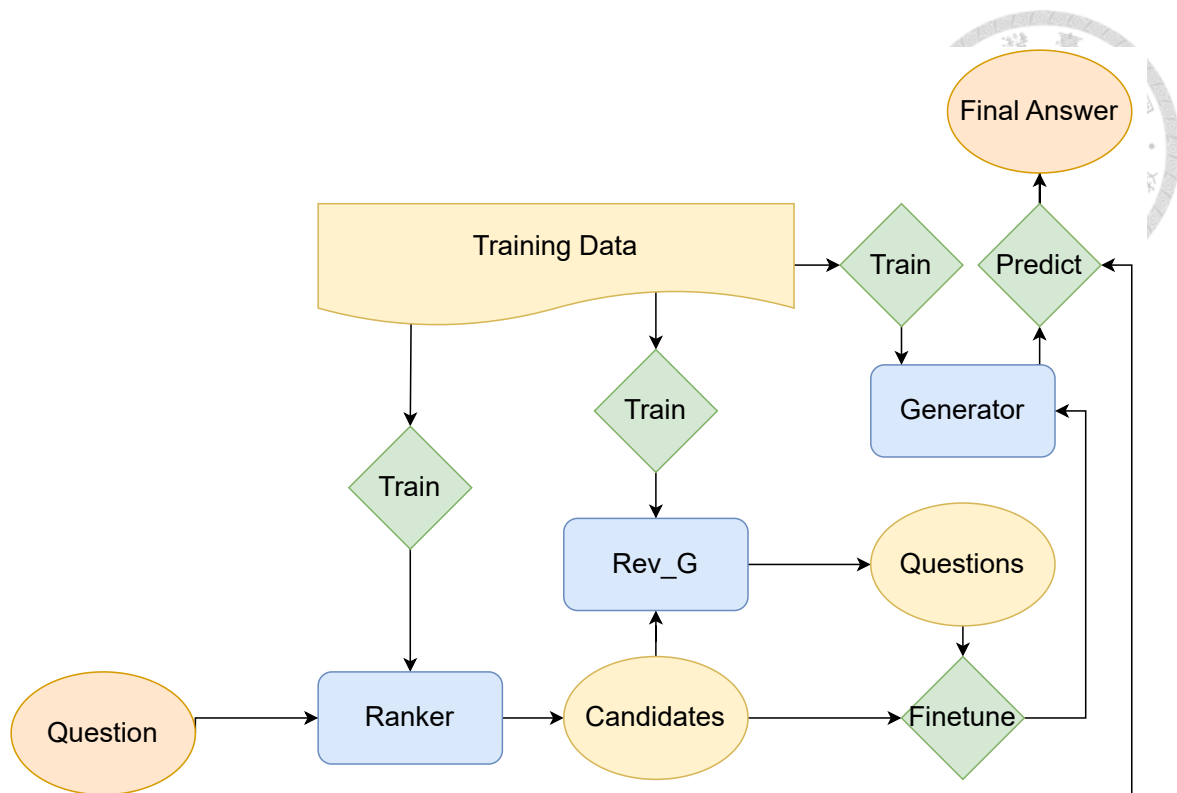 Final Answer
Training Data
Train
Predict
Train
Generator
Train
Rev_G
Questions
Question
Ranker
Candidates
Finetune